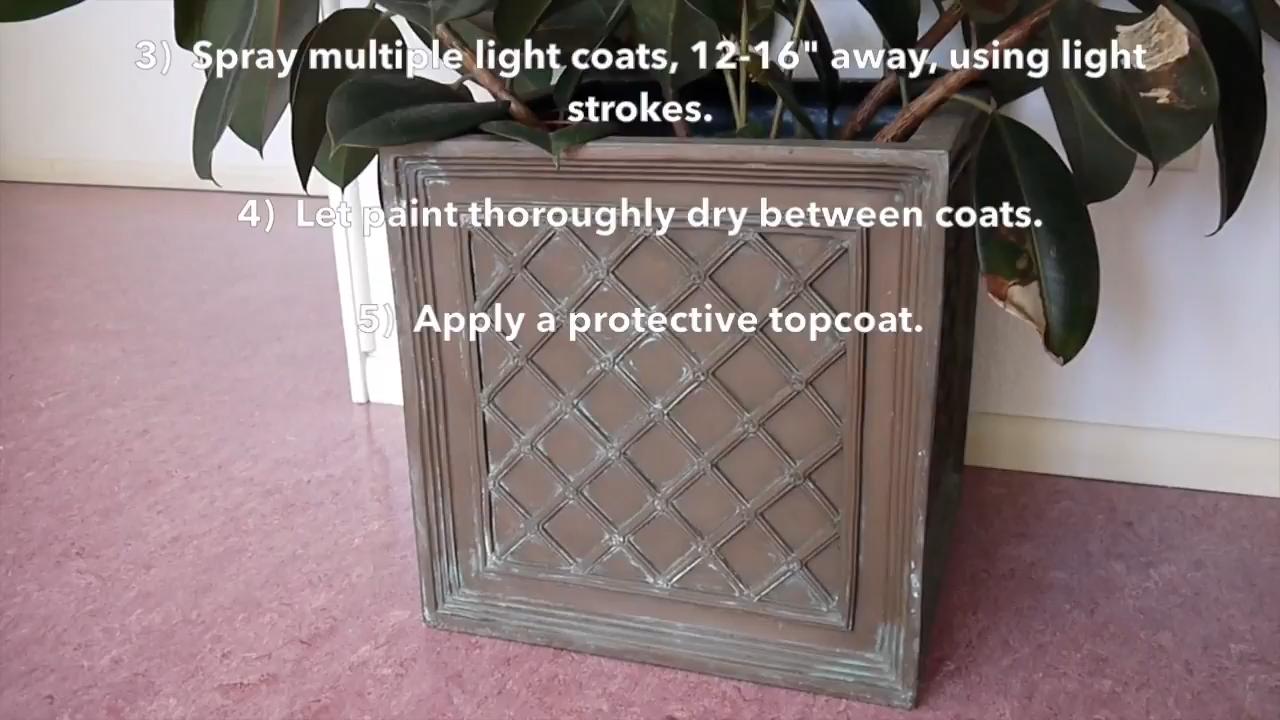 3) Spray multiple light coats, 12-16" away, using light
strokes.
4) Let paint thoroughly dry between coats.
5) Apply a protective topcoat.